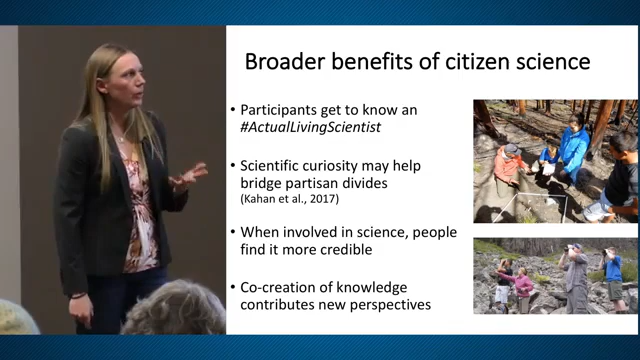 Broader benefits of citizen science
• Participants get to know an
#ActualLivingScientist
• Scientific curiosity may help
bridge partisan divides
(Kahan et al., 2017)
• When involved in science, people
find it more credible
• Co-creation of knowledge
contributes new perspectives